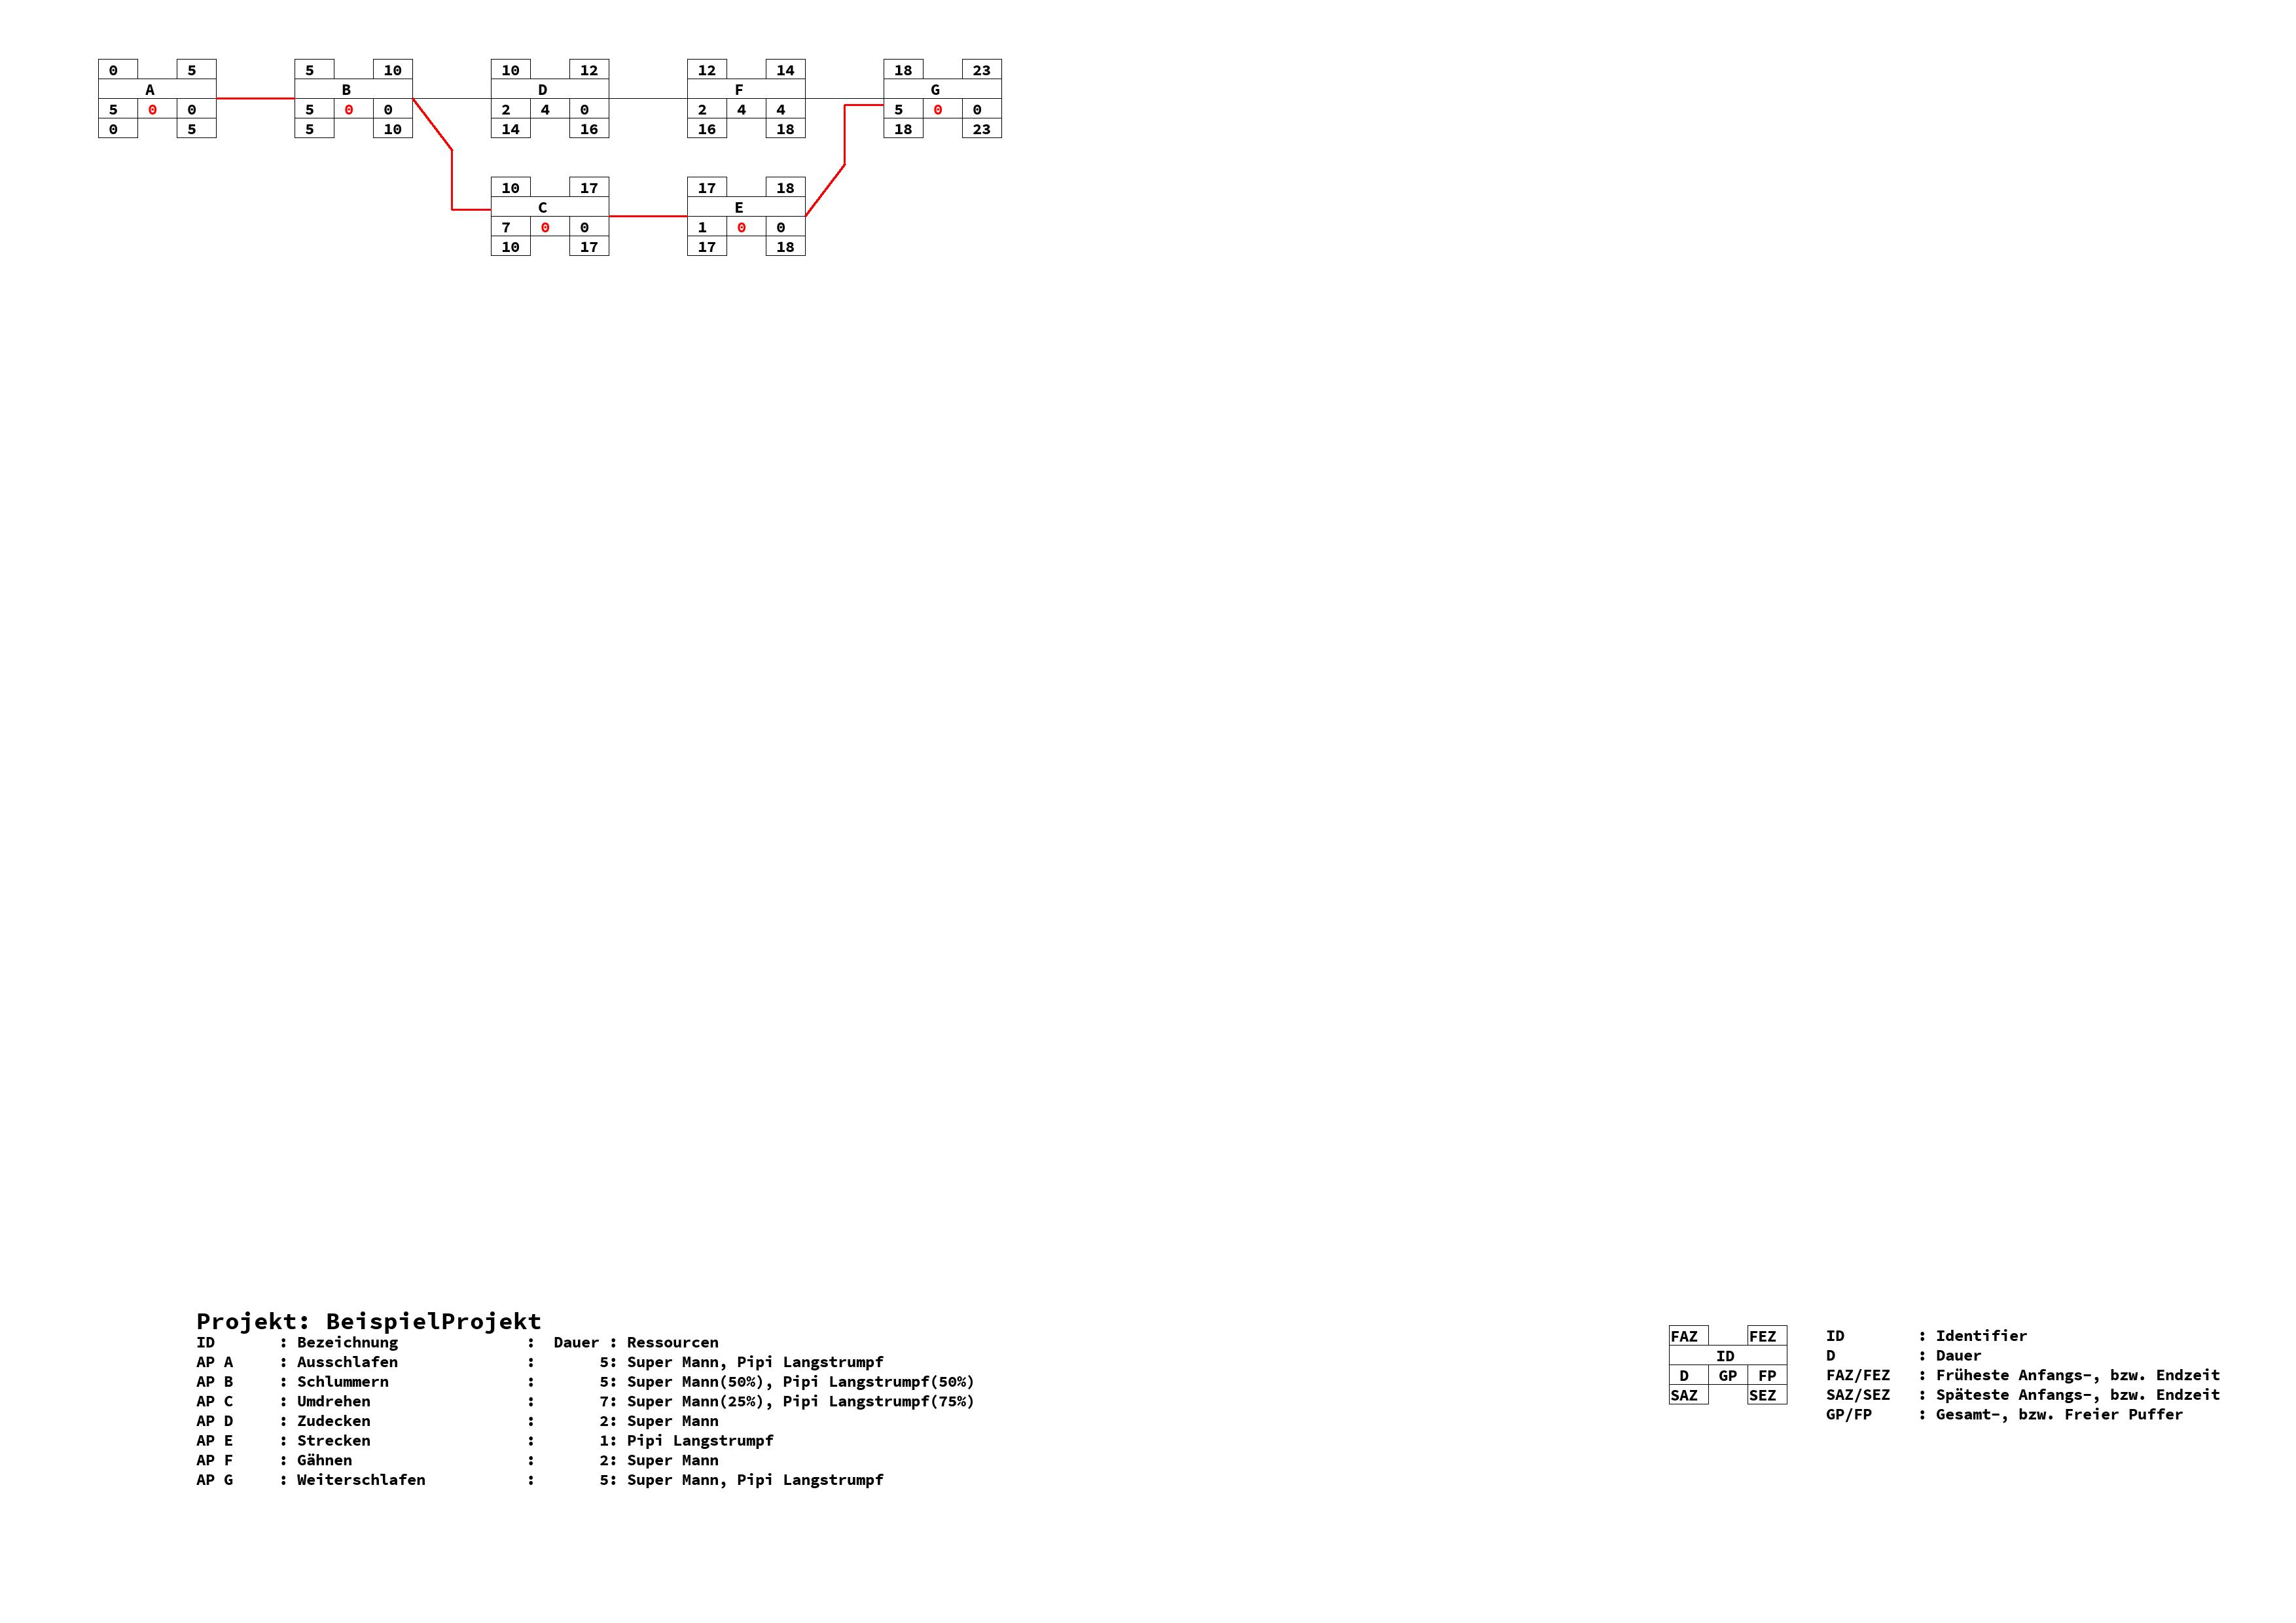 0 5 5 10 10 12 12 14 18 23
A B D F G
5 0 0 5 0 0 2 4 0 2 4 4 5 0 0
0 5 5 10 14 16 16 18 18 23
10 17 17 18
C E
7 0 0 1 0 0
10 17 17 18
Projekt: BeispielProjekt
ID : Bezeichnung : Dauer : Ressourcen
AP A : Ausschlafen : 5: Super Mann, Pipi Langstrumpf
AP B : Schlummern : 5: Super Mann(50%), Pipi Langstrumpf(50%)
AP C : Umdrehen : 7: Super Mann(25%), Pipi Langstrumpf(75%)
AP D : Zudecken : 2: Super Mann
AP E : Strecken : 1: Pipi Langstrumpf
AP F : Gähnen : 2: Super Mann
AP G : Weiterschlafen : 5: Super Mann, Pipi Langstrumpf
FAZ FEZ
ID
D GP FP
SAZ SEZ
ID : Identifier
D : Dauer
FAZ/FEZ : Früheste Anfangs-, bzw. Endzeit
SAZ/SEZ : Späteste Anfangs-, bzw. Endzeit
GP/FP : Gesamt-, bzw. Freier Puffer